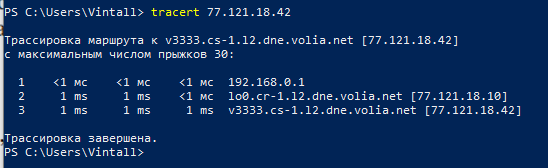 PS C:\Users\Vintall> tracert 77.121.18.42
Трассировка маршрута к v3333.cs-1.l2.dne.volia.net [77.121.18.42]
с максимальным числом прыжков 30:
1 <1 мс <1 мс <1 мс 192.168.0.1
2 1 ms 1 ms <1 мс lo0.cr-1.l2.dne.volia.net [77.121.18.10]
3 1 ms 1 ms 1 ms v3333.cs-1.l2.dne.volia.net [77.121.18.42]
Трассировка завершена.
PS C:\Users\Vintall>